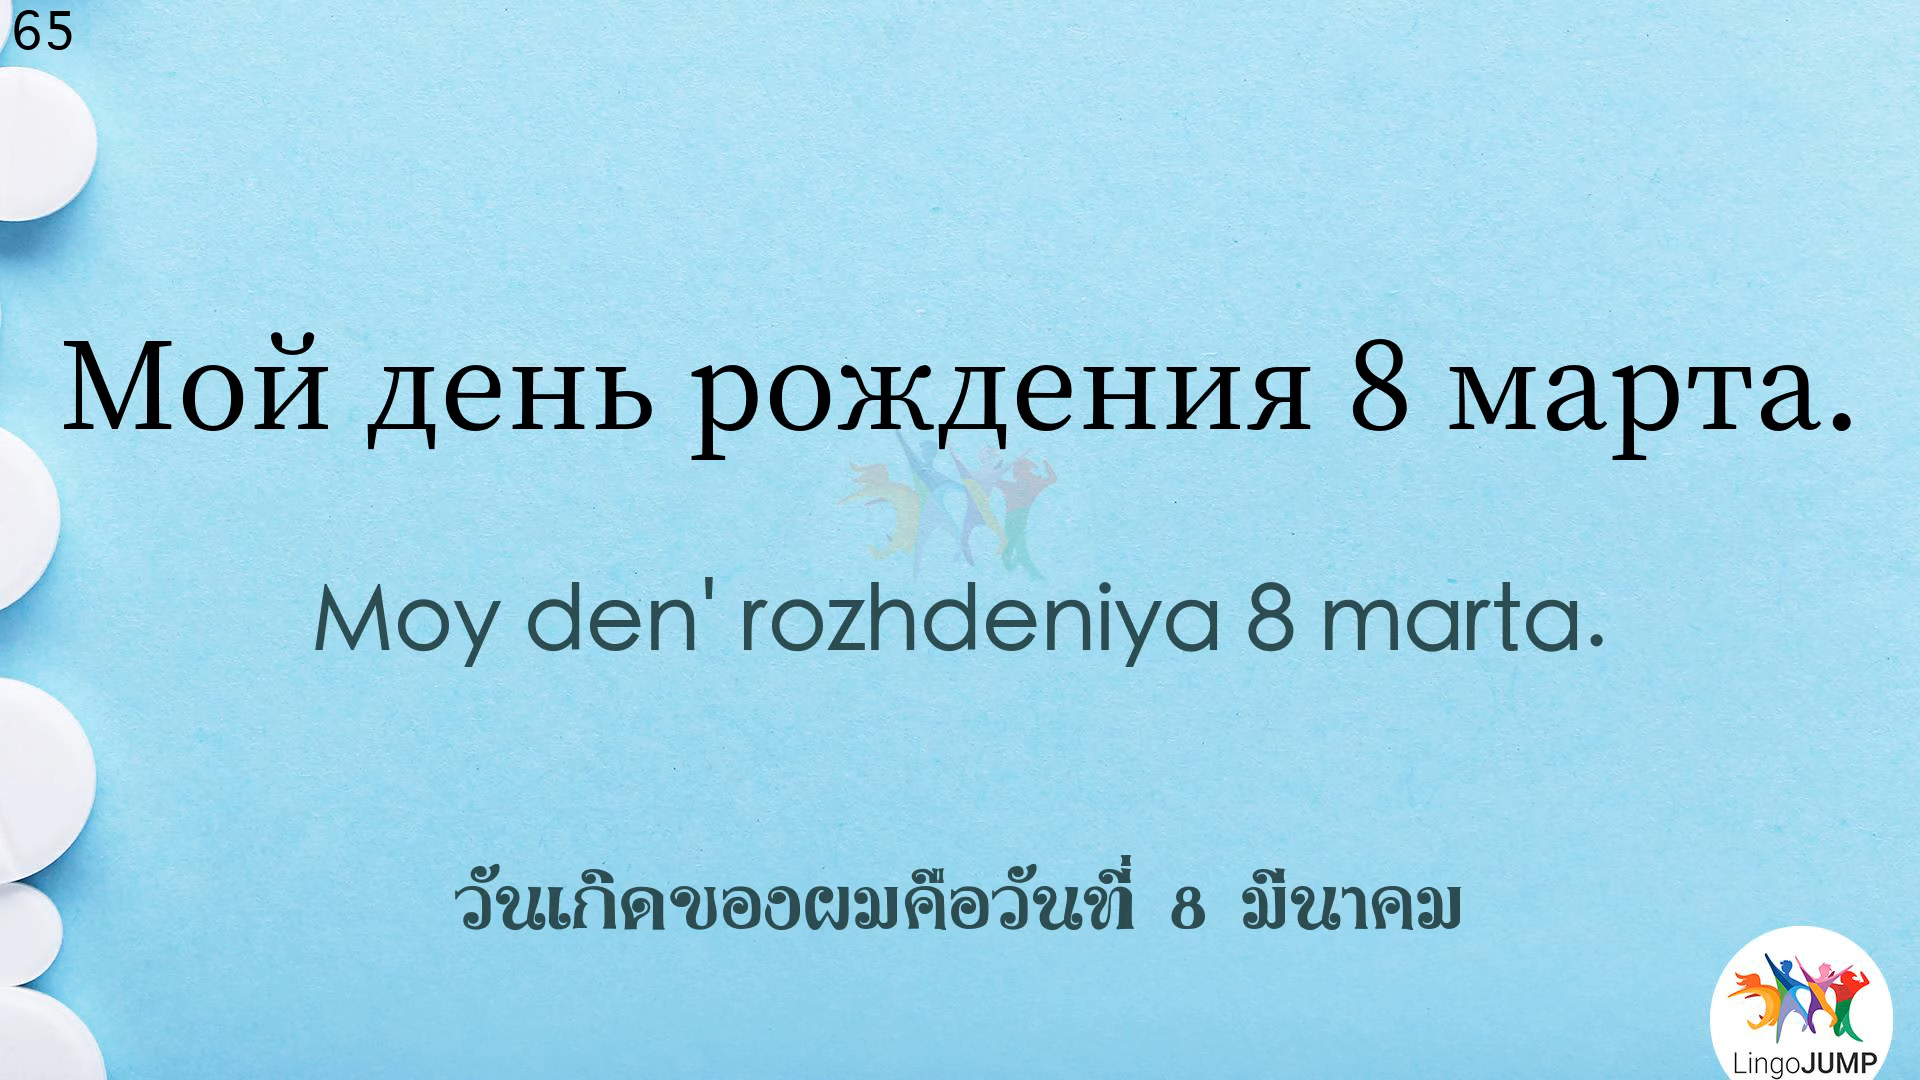 65
Мой день рождения 8 марта.
Moy den' rozhdeniya 8 marta.
วันเกิดของผมคือวันที่ 8 มีนาคม
LingoJUMP